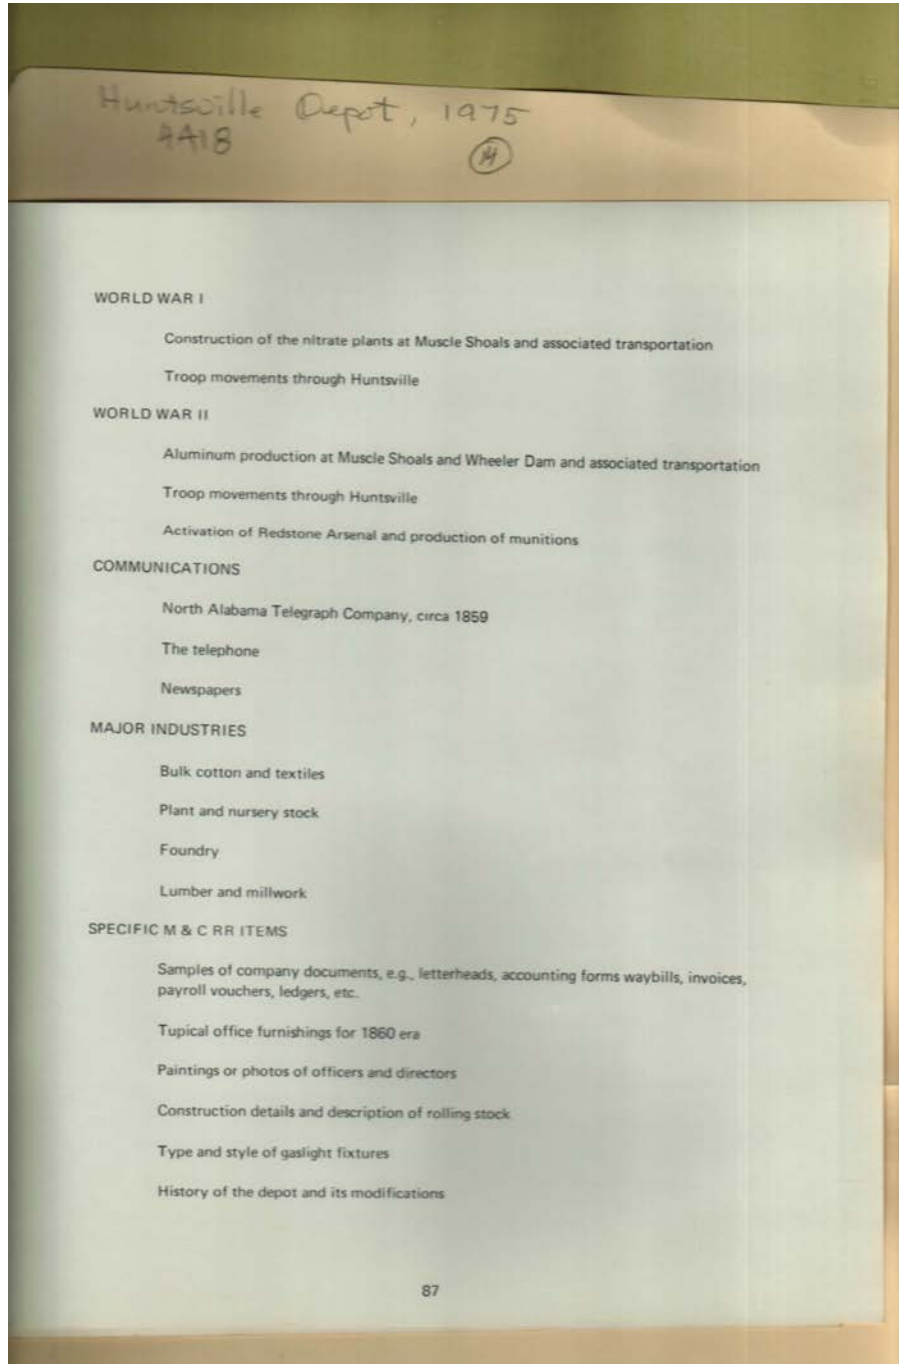 Huntsville Depot, 1975
4418
14
WORLD WAR I
Construction of the nitrate plants at Muscle Shoals and associated transportation
Troop movements through Huntsville
WORLD WAR II
Aluminum production at Muscle Shoals and Wheeler Dam and associated transportation
Troop movements through Huntsville
Activation of Redstone Arsenal and production of munitions
COMMUNICATIONS
North Alabama Telegraph Company, circa 1859
The telephone
Newspapers
MAJOR INDUSTRIES
Bulk cotton and textiles
Plant and nursery stock
Foundry
Lumber and millwork
SPECIFIC M & C RR ITEMS
Samples of company documents, e.g., letterheads, accounting forms waybills, invoices,
payroll vouchers, ledgers, etc.
Tupical office furnishings for 1860 era
Paintings or photos of officers and directors
Construction details and description of rolling stock
Type and style of gaslight fixtures
History of the depot and its modifications
87